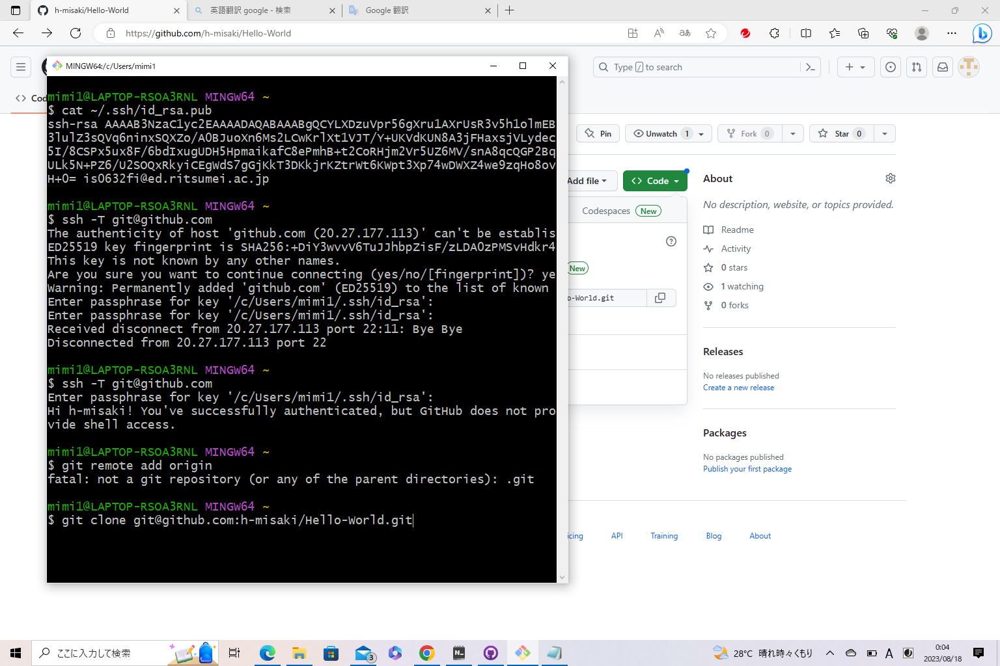 h-misaki/Hello-World
英語翻訳 google - 検索
Google 翻訳
https://github.com/h-misaki/Hello-World
MINGW64:/c/Users/mimi1
Type / to search
Cod
Pin
Unwatch 1
Fork 0
Star 0
Add file
Code
Codespaces New
New
o-World.git
About
No description, website, or topics provided.
Readme
Activity
0 stars
1 watching
0 forks
Releases
No releases published
Create a new release
Packages
No packages published
Publish your first package
icing
API
Training
Blog
About
mimi1@LAPTOP-RSOA3RNL MINGW64 ~
$ cat ~/.ssh/id_rsa.pub
ssh-rsa AAAAB3NzaC1yc2EAAAADAQABAAABgQCYLXDzuVpr56gXru1AXrUsR3v5h1olmEB
3lulZ3sQVq6ninxSQXZo/A0BJuoXn6Ms2LCwKrlXt1VJT/Y+UKVdKUN8A3jFHaxsjVLydec
5I/8CSPx5ux8F/6bdIxugUDH5HpmaikafC8ePmhB+t2CoRHjm2Vr5UZ6MV/snA8qcQGP2Bq
ULk5N+PZ6/U2SOQxRkyiCEgWdS7gGjKkT3DKkjrKZtrWt6KWpt3Xp74wDWXZ4we9zqHo8ov
H+0= is0632fi@ed.ritsumei.ac.jp
mimi1@LAPTOP-RSOA3RNL MINGW64 ~
$ ssh -T git@github.com
The authenticity of host 'github.com (20.27.177.113)' can't be establis
ED25519 key fingerprint is SHA256:+DiY3wvvV6TuJJhbpZisF/zLDA0zPMSvHdkr4
This key is not known by any other names.
Are you sure you want to continue connecting (yes/no/[fingerprint])? ye
Warning: Permanently added 'github.com' (ED25519) to the list of known
Enter passphrase for key '/c/Users/mimi1/.ssh/id_rsa':
Enter passphrase for key '/c/Users/mimi1/.ssh/id_rsa':
Received disconnect from 20.27.177.113 port 22:11: Bye Bye
Disconnected from 20.27.177.113 port 22
mimi1@LAPTOP-RSOA3RNL MINGW64 ~
$ ssh -T git@github.com
Enter passphrase for key '/c/Users/mimi1/.ssh/id_rsa':
Hi h-misaki! You've successfully authenticated, but GitHub does not pro
vide shell access.
mimi1@LAPTOP-RSOA3RNL MINGW64 ~
$ git remote add origin
fatal: not a git repository (or any of the parent directories): .git
mimi1@LAPTOP-RSOA3RNL MINGW64 ~
$ git clone git@github.com:h-misaki/Hello-World.git
ここに入力して検索
3
28°C 晴れ時々くもり
A
0:04
2023/08/18